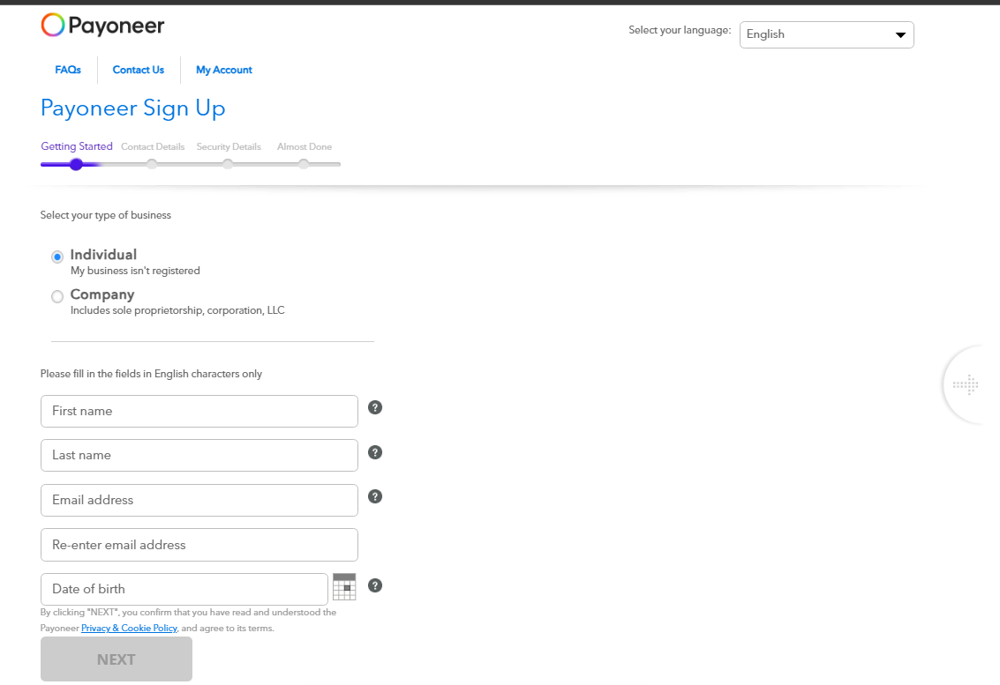 Payoneer
Select your language:
English
FAQs
Contact Us
My Account
Payoneer Sign Up
Getting Started
Contact Details
Security Details
Almost Done
Select your type of business
Individual
My business isn't registered
Company
Includes sole proprietorship, corporation, LLC
Please fill in the fields in English characters only
First name
?
Last name
?
Email address
?
Re-enter email address
Date of birth
?
By clicking "NEXT", you confirm that you have read and understood the
Payoneer Privacy & Cookie Policy, and agree to its terms.
NEXT